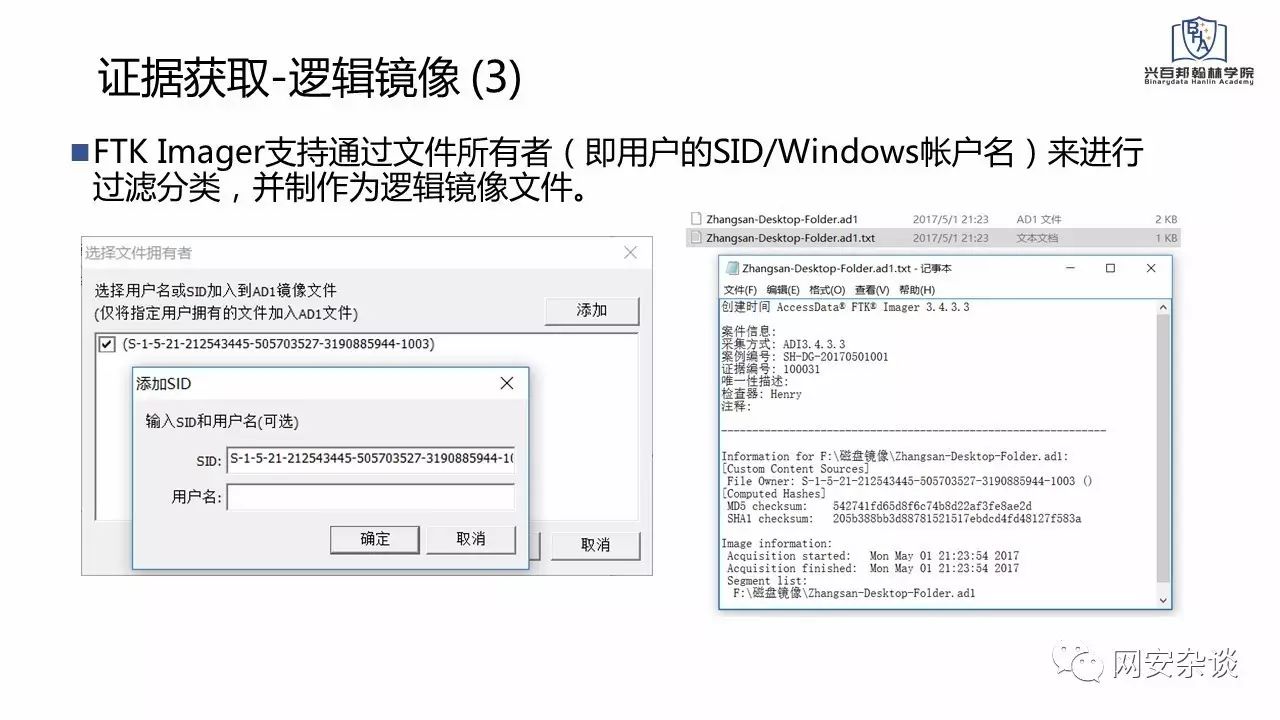 证据获取-逻辑镜像 (3)
兴百邦翰林学院
Binarydata Hanlin Academy
■FTK Imager支持通过文件所有者（即用户的SID/Windows帐户名）来进行
过滤分类，并制作为逻辑镜像文件。
选择文件拥有者
选择用户名或SID加入到AD1镜像文件
(仅将指定用户拥有的文件加入AD1文件)
添加
(S-1-5-21-212543445-505703527-3190885944-1003)
添加SID
输入SID和用户名(可选)
SID: S-1-5-21-212543445-505703527-3190885944-10
用户名:
确定 取消
取消
Zhangsan-Desktop-Folder.ad1 2017/5/1 21:23 AD1 文件 2 KB
Zhangsan-Desktop-Folder.ad1.txt 2017/5/1 21:23 文本文档 1 KB
Zhangsan-Desktop-Folder.ad1.txt - 记事本
文件(F) 编辑(E) 格式(O) 查看(V) 帮助(H)
创建时间 AccessData® FTK® Imager 3.4.3.3
案件信息:
采集方式: ADI3.4.3.3
案例编号: SH-DG-20170501001
证据编号: 100031
唯一性描述:
检查器: Henry
注释:
--------------------------------------------------------------
Information for F:\磁盘镜像\Zhangsan-Desktop-Folder.ad1:
[Custom Content Sources]
File Owner: S-1-5-21-212543445-505703527-3190885944-1003 ()
[Computed Hashes]
MD5 checksum: 542741fd65d8f6c74b8d22af3fe8ae2d
SHA1 checksum: 205b388bb3d88781521517ebdcd4fd48127f583a
Image information:
Acquisition started: Mon May 01 21:23:54 2017
Acquisition finished: Mon May 01 21:23:54 2017
Segment list:
F:\磁盘镜像\Zhangsan-Desktop-Folder.ad1
网安杂谈